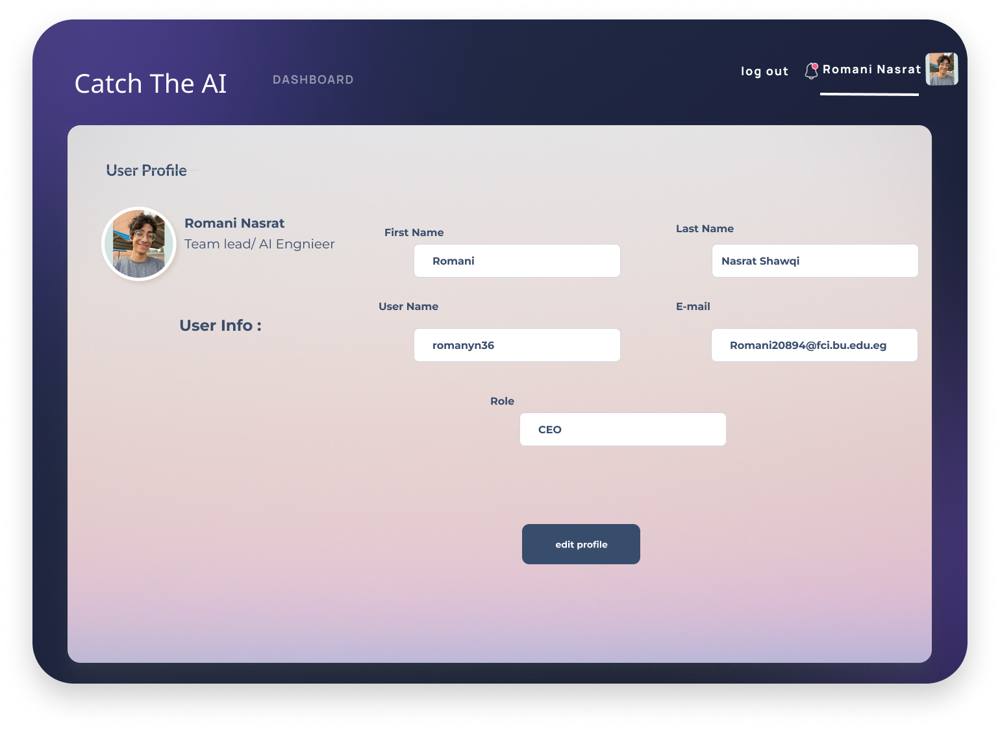 Catch The AI
DASHBOARD
log out
Romani Nasrat
User Profile
Romani Nasrat
Team lead/ AI Engnieer
First Name
Last Name
Romani
Nasrat Shawqi
User Name
E-mail
User Info :
romanyn36
Romani20894@fci.bu.edu.eg
Role
CEO
edit profile